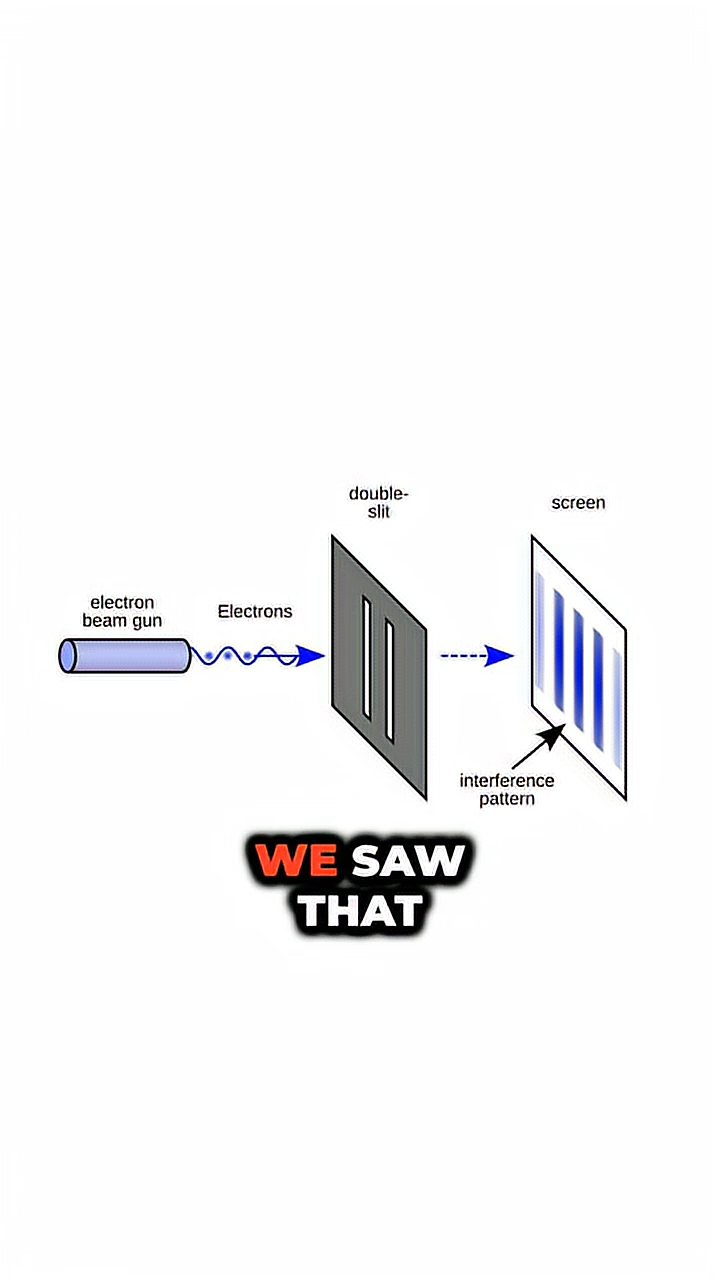 double-
slit
screen
electron
beam gun
Electrons
interference
pattern
WE SAW
THAT